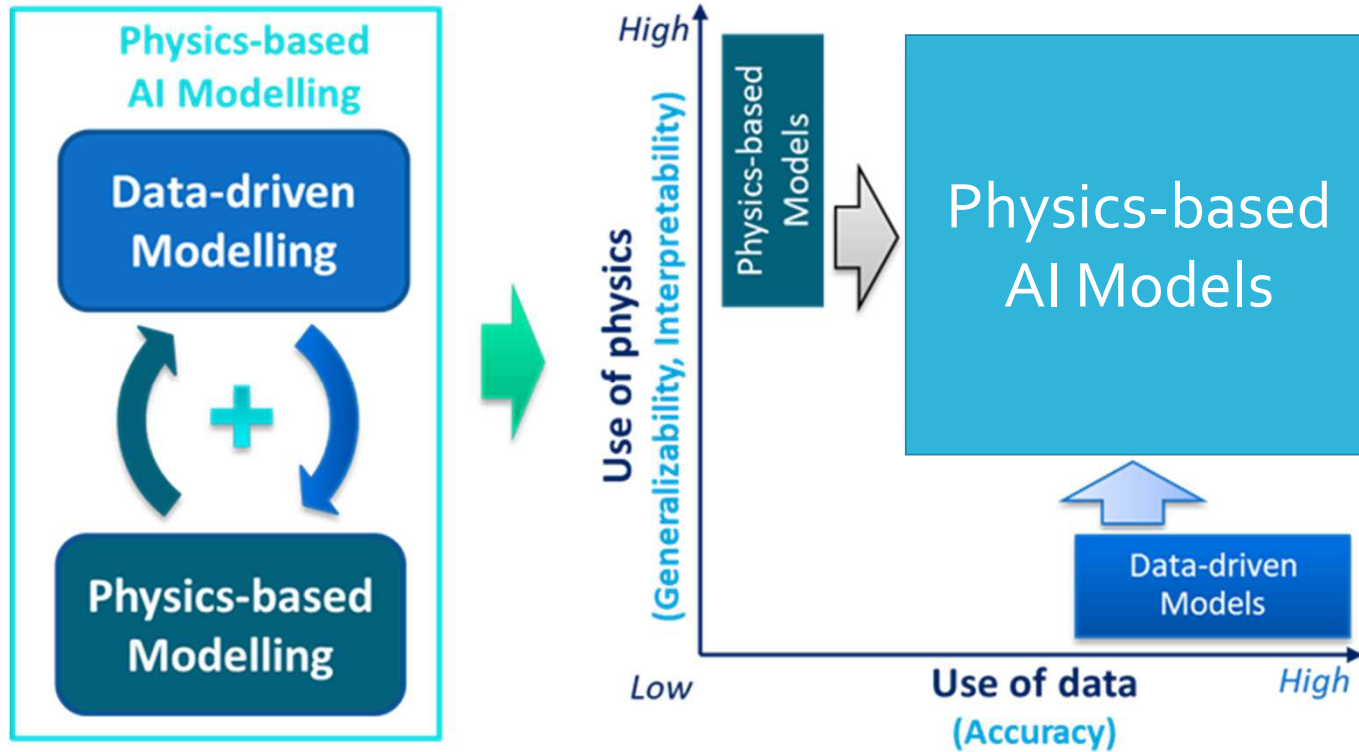 Physics-based
AI Modelling
Data-driven
Modelling
+
Physics-based
Modelling
High
Use of physics
(Generalizability, Interpretability)
Physics-based
Models
Physics-based
AI Models
Data-driven
Models
Low
Use of data
High
(Accuracy)